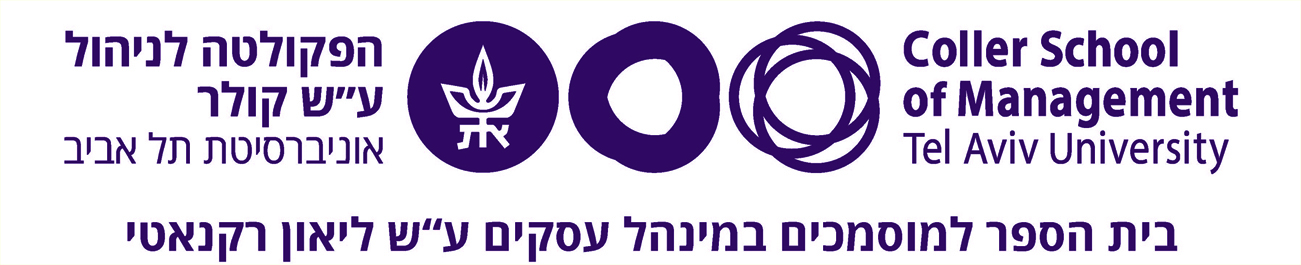 הפקולטה לניהול
ע״ש קולר
אוניברסיטת תל אביב
את
Coller School
of Management
Tel Aviv University
בית הספר למוסמכים במינהל עסקים ע״ש ליאון רקנאטי